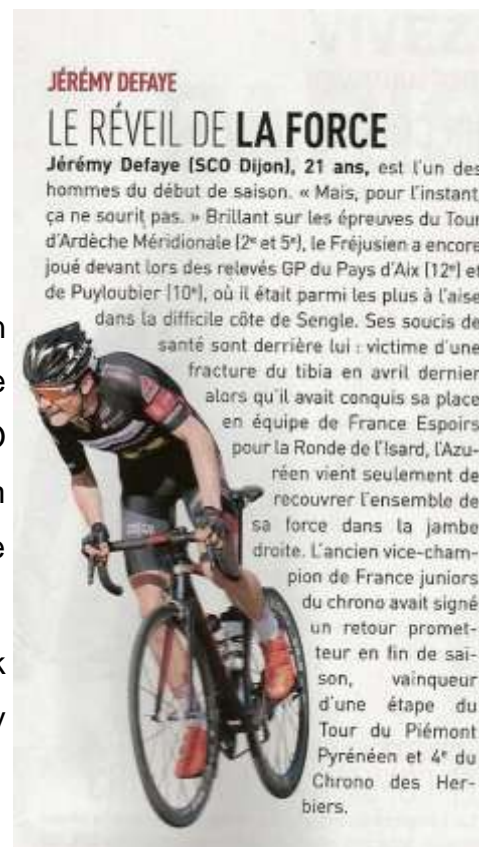 JÉRÉMY DEFAYE
LE RÉVEIL DE LA FORCE
Jérémy Defaye (SCO Dijon), 21 ans, est l'un des
hommes du début de saison. « Mais, pour l'instant,
ça ne sourit pas. » Brillant sur les épreuves du Tour
d'Ardèche Méridionale (2e et 5e), le Fréjusien a encore
joué devant lors des relevés GP du Pays d'Aix (12e) et
de Puyloubier (10e), où il était parmi les plus à l'aise
dans la difficile côte de Sengle. Ses soucis de
santé sont derrière lui : victime d'une
fracture du tibia en avril dernier
alors qu'il avait conquis sa place
en équipe de France Espoirs
pour la Ronde de l'Isard, l'Azu-
réen vient seulement de
recouvrer l'ensemble de
sa force dans la jambe
droite. L'ancien vice-cham-
pion de France juniors
du chrono avait signé
un retour promet-
teur en fin de sai-
son, vainqueur
d'une étape du
Tour du Piémont
Pyrénéen et 4e du
Chrono des Her-
biers.